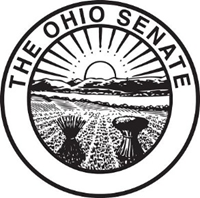 THE OHIO SENATE